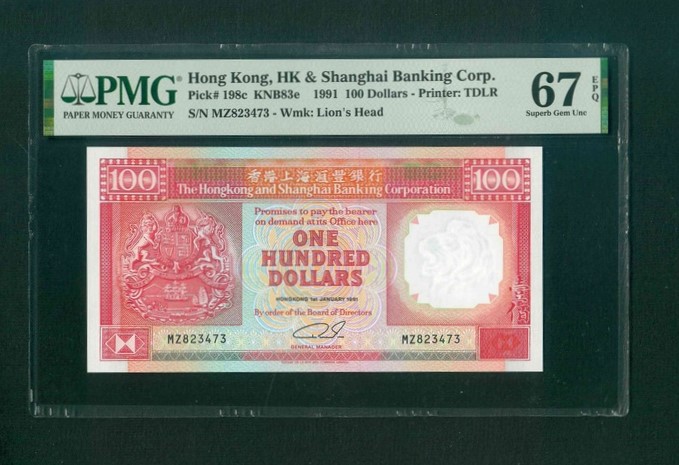 PMG
PAPER MONEY GUARANTY
Hong Kong, HK & Shanghai Banking Corp.
Pick# 198c KNB83e 1991 100 Dollars - Printer: TDLR
S/N MZ823473 - Wmk: Lion's Head
67
EPQ
Superb Gem Unc
100
香港上海滙豐銀行
100
The Hongkong and Shanghai Banking Corporation
Promises to pay the bearer
on demand at its Office here
ONE
HUNDRED
DOLLARS
HONGKONG 1st JANUARY 1991
By order of the Board of Directors
GENERAL MANAGER
MZ823473
MZ823473